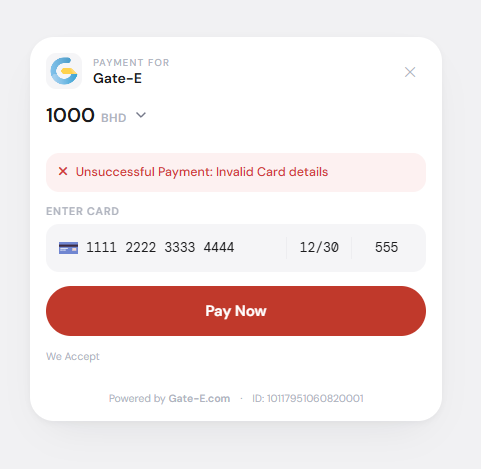 PAYMENT FOR
Gate-E
1000 BHD
Unsuccessful Payment: Invalid Card details
ENTER CARD
1111 2222 3333 4444 12/30 555
Pay Now
We Accept
Powered by Gate-E.com · ID: 10117951060820001